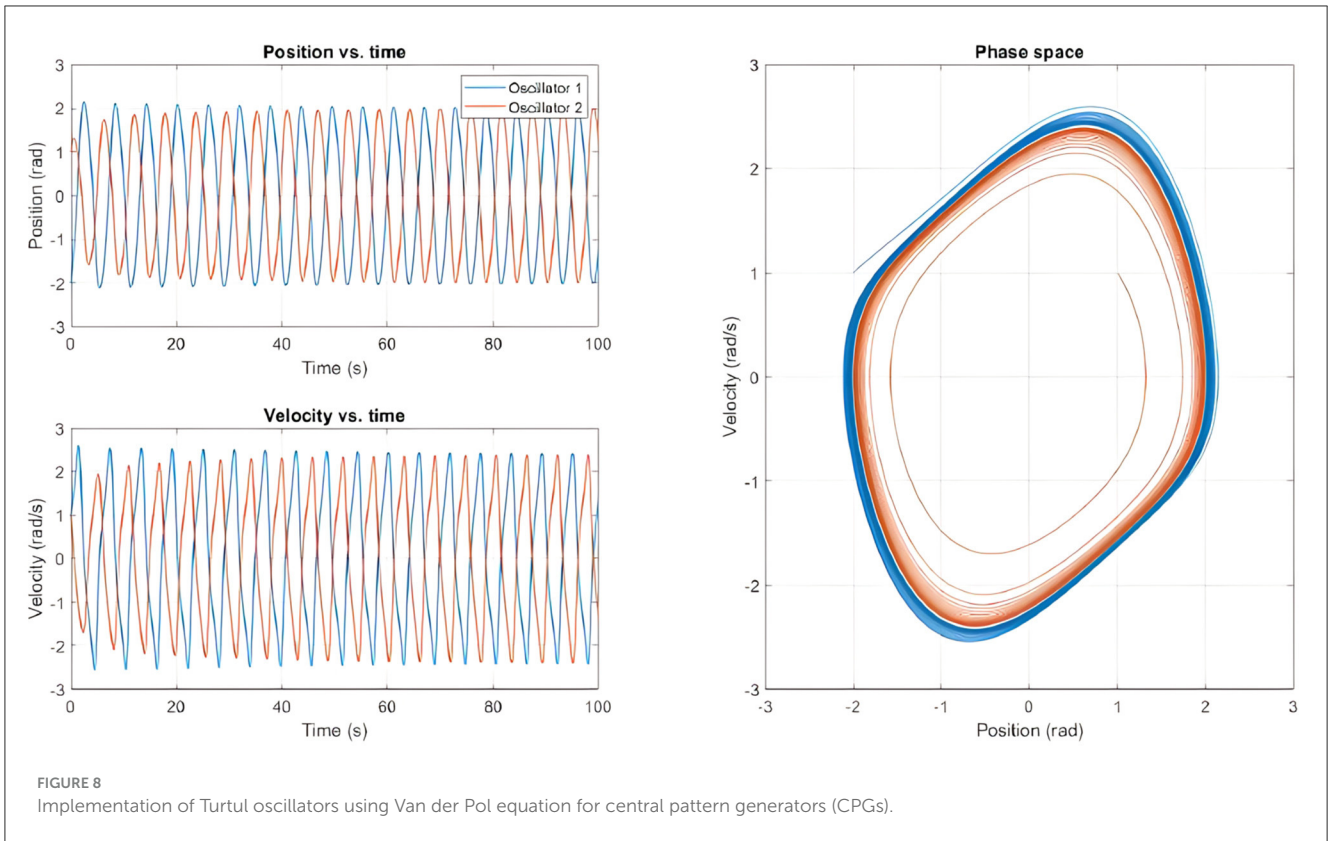 Position vs. time
3
2
1
0
-1
-2
-3
Position (rad)
Oscillator 1
Oscillator 2
0 20 40 60 80 100
Time (s)
Velocity vs. time
3
2
1
0
-1
-2
-3
Velocity (rad/s)
0 20 40 60 80 100
Time (s)
Phase space
3
2
1
0
-1
-2
-3
Velocity (rad/s)
-3 -2 -1 0 1 2 3
Position (rad)
FIGURE 8
Implementation of Turtul oscillators using Van der Pol equation for central pattern generators (CPGs).